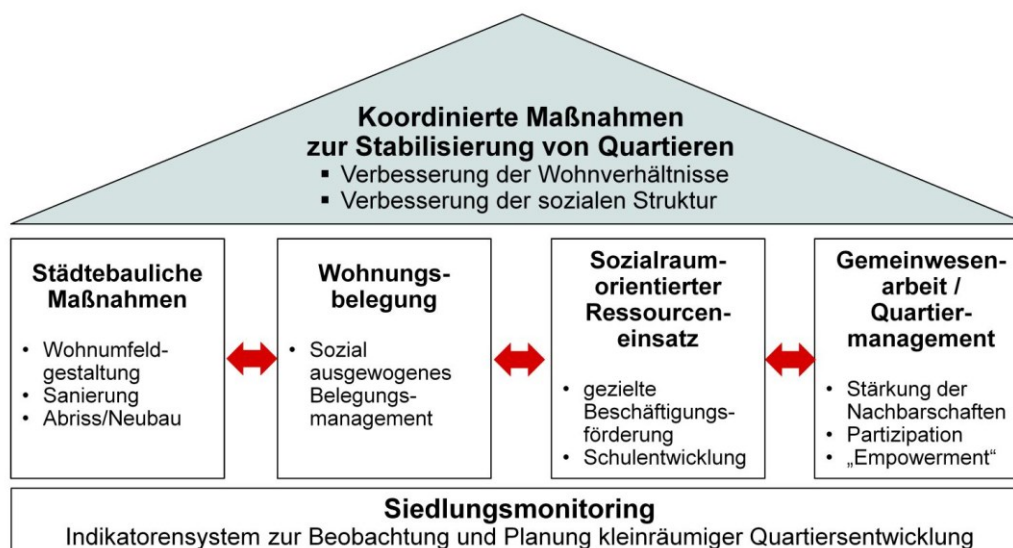 Koordinierte Maßnahmen
zur Stabilisierung von Quartieren
▪ Verbesserung der Wohnverhältnisse
▪ Verbesserung der sozialen Struktur
Städtebauliche
Maßnahmen
• Wohnumfeld-
gestaltung
• Sanierung
• Abriss/Neubau
Wohnungs-
belegung
• Sozial
ausgewogenes
Belegungs-
management
Sozialraum-
orientierter
Ressourcen-
einsatz
• gezielte
Beschäftigungs-
förderung
• Schulentwicklung
Gemeinwesen-
arbeit /
Quartier-
management
• Stärkung der
Nachbarschaften
• Partizipation
• „Empowerment“
Siedlungsmonitoring
Indikatorensystem zur Beobachtung und Planung kleinräumiger Quartiersentwicklung